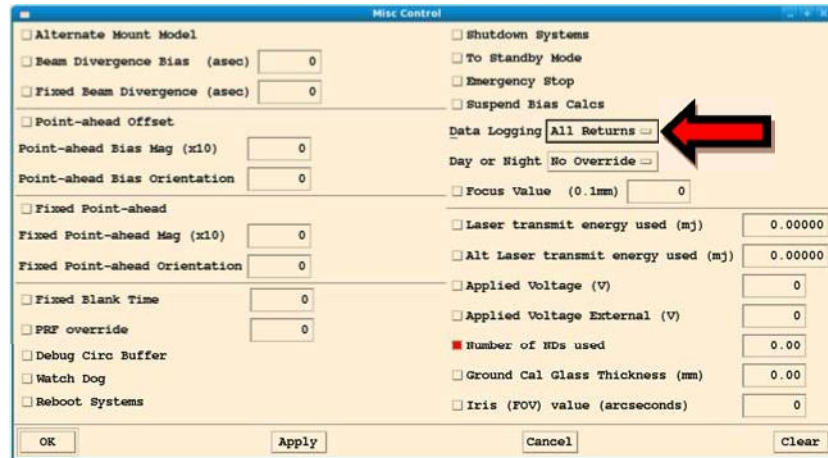 Misc Control
Alternate Mount Model
Beam Divergence Bias (asec) 0
Fixed Beam Divergence (asec) 0
Point-ahead Offset
Point-ahead Bias Mag (x10) 0
Point-ahead Bias Orientation 0
Fixed Point-ahead
Fixed Point-ahead Mag (x10) 0
Fixed Point-ahead Orientation 0
Fixed Blank Time 0
PRF override 0
Debug Circ Buffer
Watch Dog
Reboot Systems
Shutdown Systems
To Standby Mode
Emergency Stop
Suspend Bias Calcs
Data Logging All Returns
Day or Night No Override
Focus Value (0.1mm) 0
Laser transmit energy used (mj) 0.00000
Alt Laser transmit energy used (mj) 0.00000
Applied Voltage (V) 0
Applied Voltage External (V) 0
Number of NDs used 0.00
Ground Cal Glass Thickness (mm) 0.00
Iris (FOV) value (arcseconds) 0
OK Apply Cancel Clear